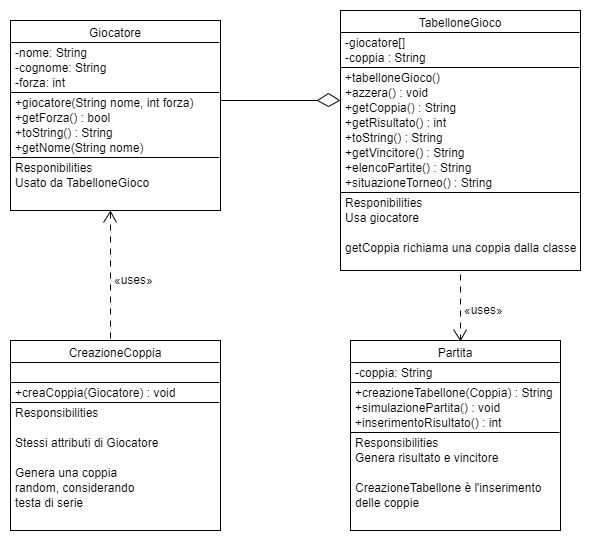 Giocatore
-nome: String
-cognome: String
-forza: int
+giocatore(String nome, int forza)
+getForza() : bool
+toString() : String
+getNome(String nome)
Responibilities
Usato da TabelloneGioco
TabelloneGioco
-giocatore[]
-coppia : String
+tabelloneGioco()
+azzera() : void
+getCoppia() : String
+getRisultato() : int
+toString() : String
+getVincitore() : String
+elencoPartite() : String
+situazioneTorneo() : String
Responibilities
Usa giocatore
getCoppia richiama una coppia dalla classe
«uses»
«uses»
CreazioneCoppia
+creaCoppia(Giocatore) : void
Responsibilities
Stessi attributi di Giocatore
Genera una coppia
random, considerando
testa di serie
Partita
-coppia: String
+creazioneTabellone(Coppia) : String
+simulazionePartita() : void
+inserimentoRisultato() : int
Responsibilities
Genera risultato e vincitore
CreazioneTabellone è l'inserimento
delle coppie